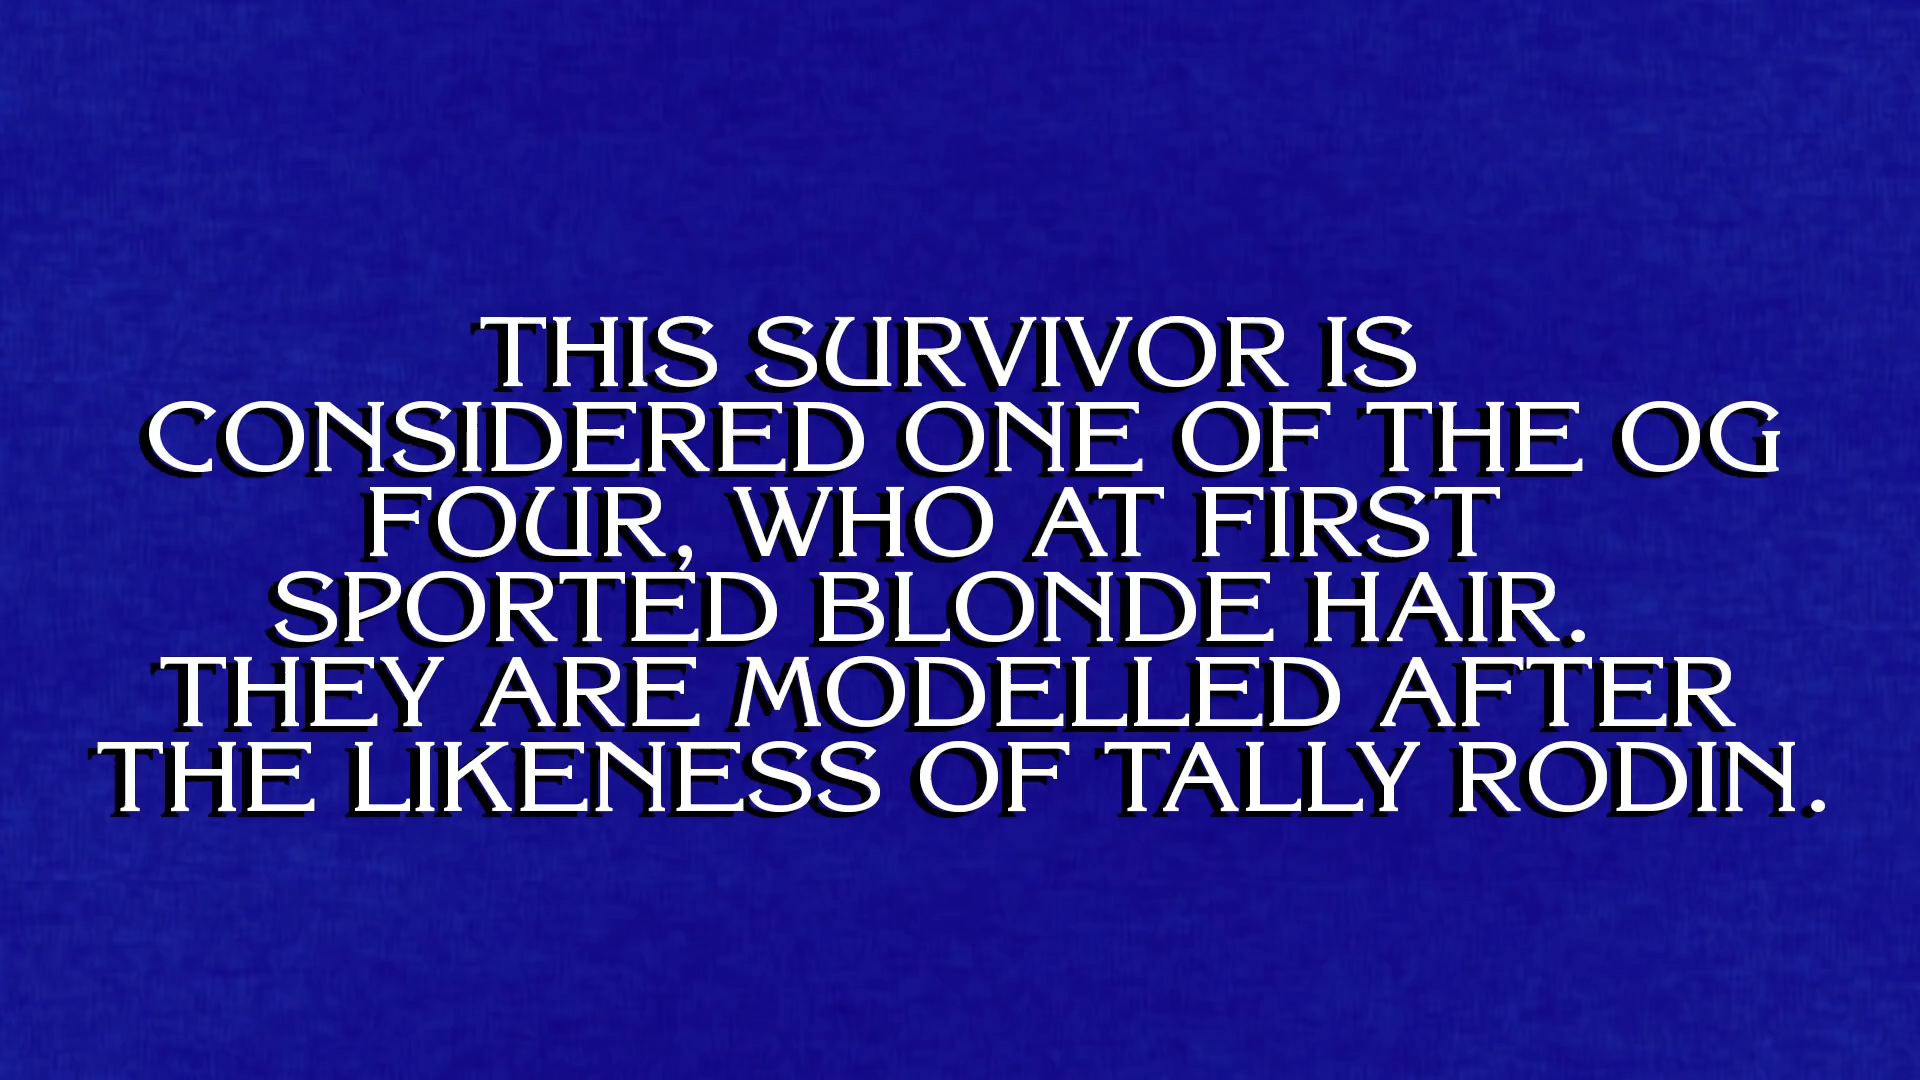 THIS SURVIVOR IS
CONSIDERED ONE OF THE OG
FOUR, WHO AT FIRST
SPORTED BLONDE HAIR.
THEY ARE MODELLED AFTER
THE LIKENESS OF TALLY RODIN.